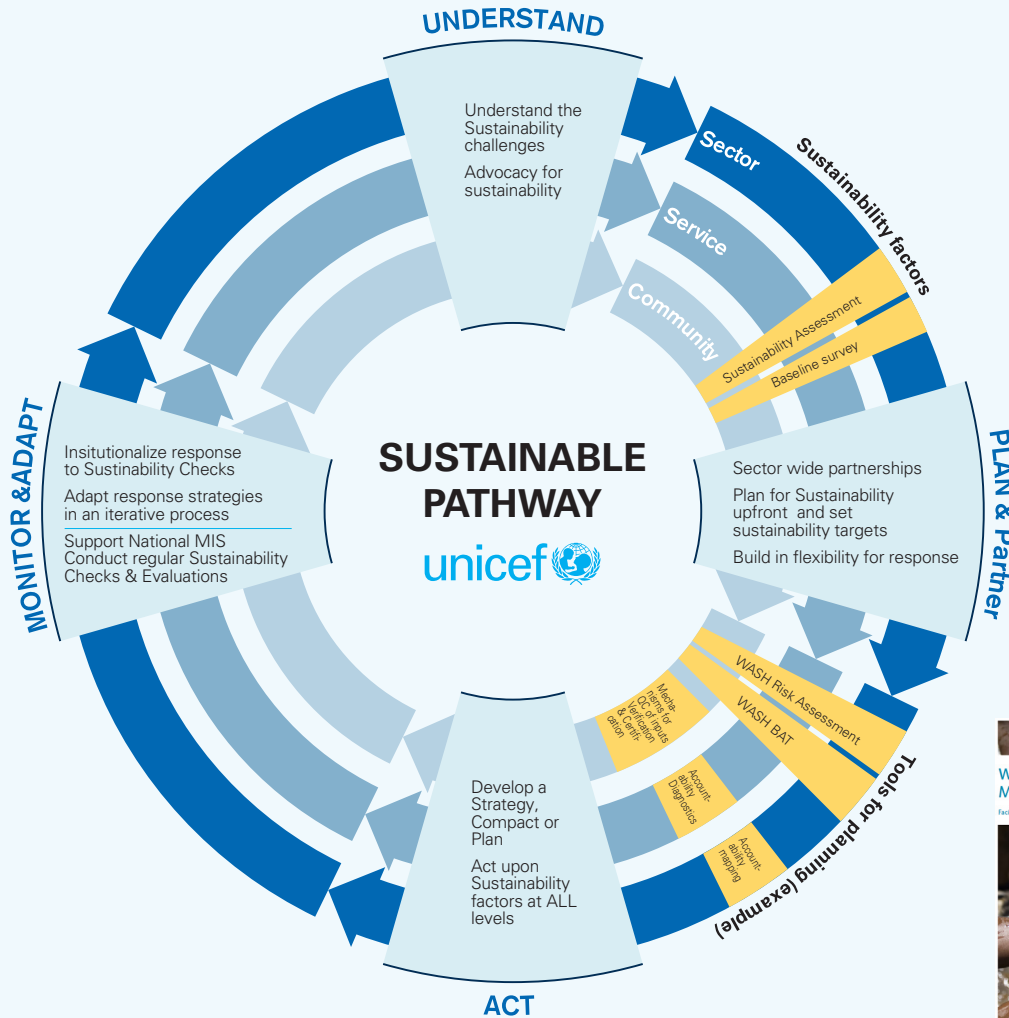 UNDERSTAND
Understand the
Sustainability
challenges
Advocacy for
sustainability
Sector
Service
Community
Sustainability factors
Sustainability Assessment
Baseline survey
PLAN & Partner
Sector wide partnerships
Plan for Sustainability
upfront and set
sustainability targets
Build in flexibility for response
SUSTAINABLE
PATHWAY
unicef
MONITOR &ADAPT
Insitutionalize response
to Sustinability Checks
Adapt response strategies
in an iterative process
Support National MIS
Conduct regular Sustainability
Checks & Evaluations
WASH Risk Assessment
WASH BAT
Tools for planning (example)
Mecha-
nisms for
QC of inputs
Verification
& Certifi-
cation
Account-
ability
Diagnostics
Account-
ability
mapping
Develop a
Strategy,
Compact or
Plan
Act upon
Sustainability
factors at ALL
levels
ACT